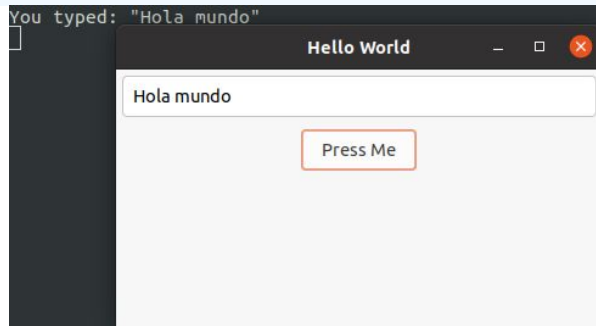 You typed: "Hola mundo"
Hello World
Hola mundo
Press Me